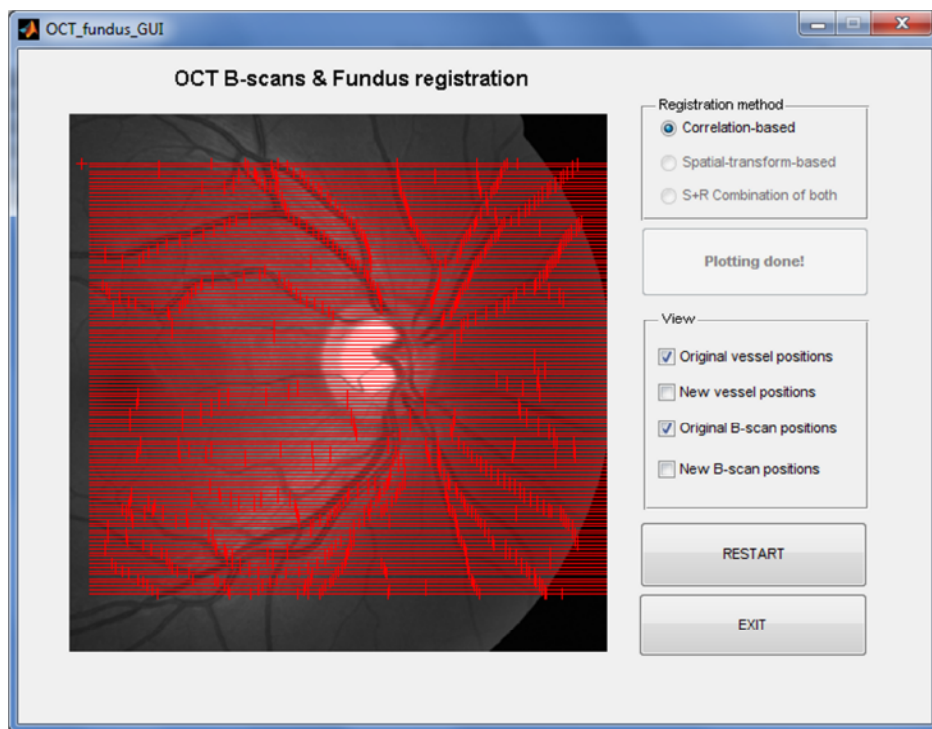 OCT_fundus_GUI
OCT B-scans & Fundus registration
Registration method
Correlation-based
Spatial-transform-based
S+R Combination of both
Plotting done!
View
Original vessel positions
New vessel positions
Original B-scan positions
New B-scan positions
RESTART
EXIT